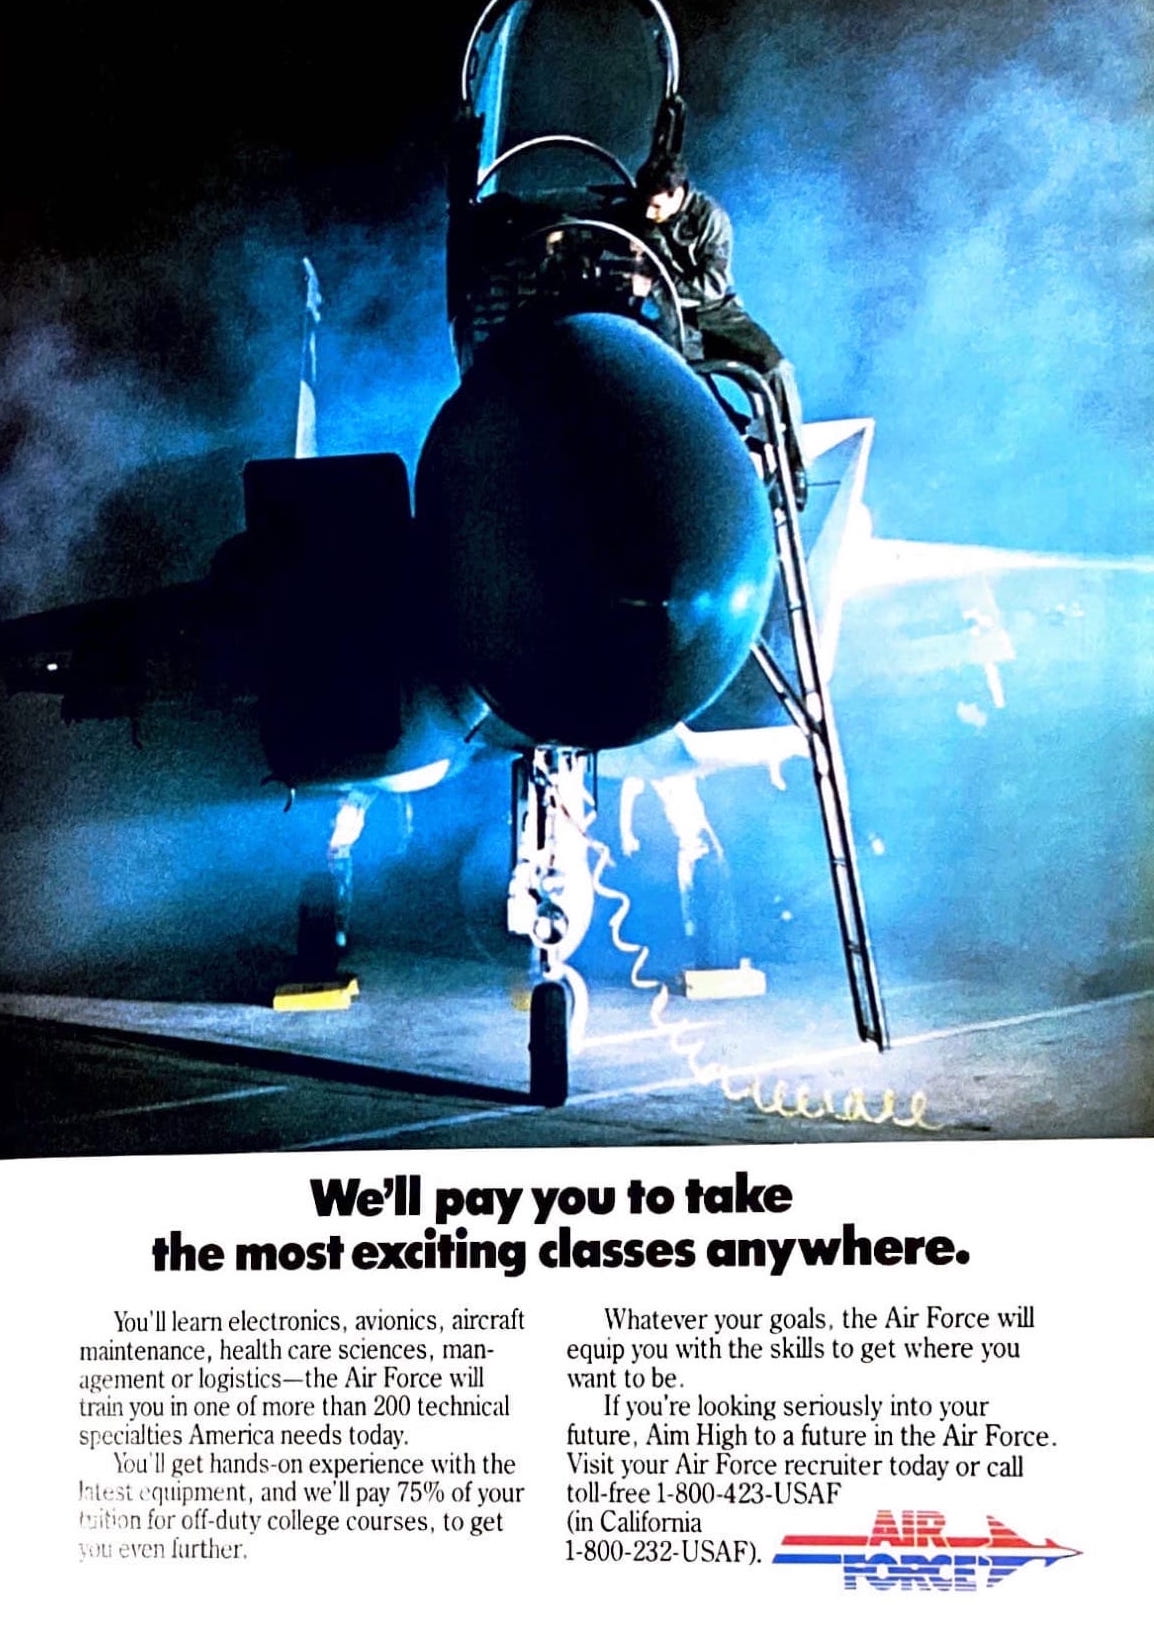 We'll pay you to take
the most exciting classes anywhere.
You'll learn electronics, avionics, aircraft
maintenance, health care sciences, man-
agement or logistics—the Air Force will
train you in one of more than 200 technical
specialties America needs today.
You'll get hands-on experience with the
latest equipment, and we'll pay 75% of your
tuition for off-duty college courses, to get
you even further.
Whatever your goals, the Air Force will
equip you with the skills to get where you
want to be.
If you're looking seriously into your
future, Aim High to a future in the Air Force.
Visit your Air Force recruiter today or call
toll-free 1-800-423-USAF
(in California
1-800-232-USAF).
AIR
FORCE